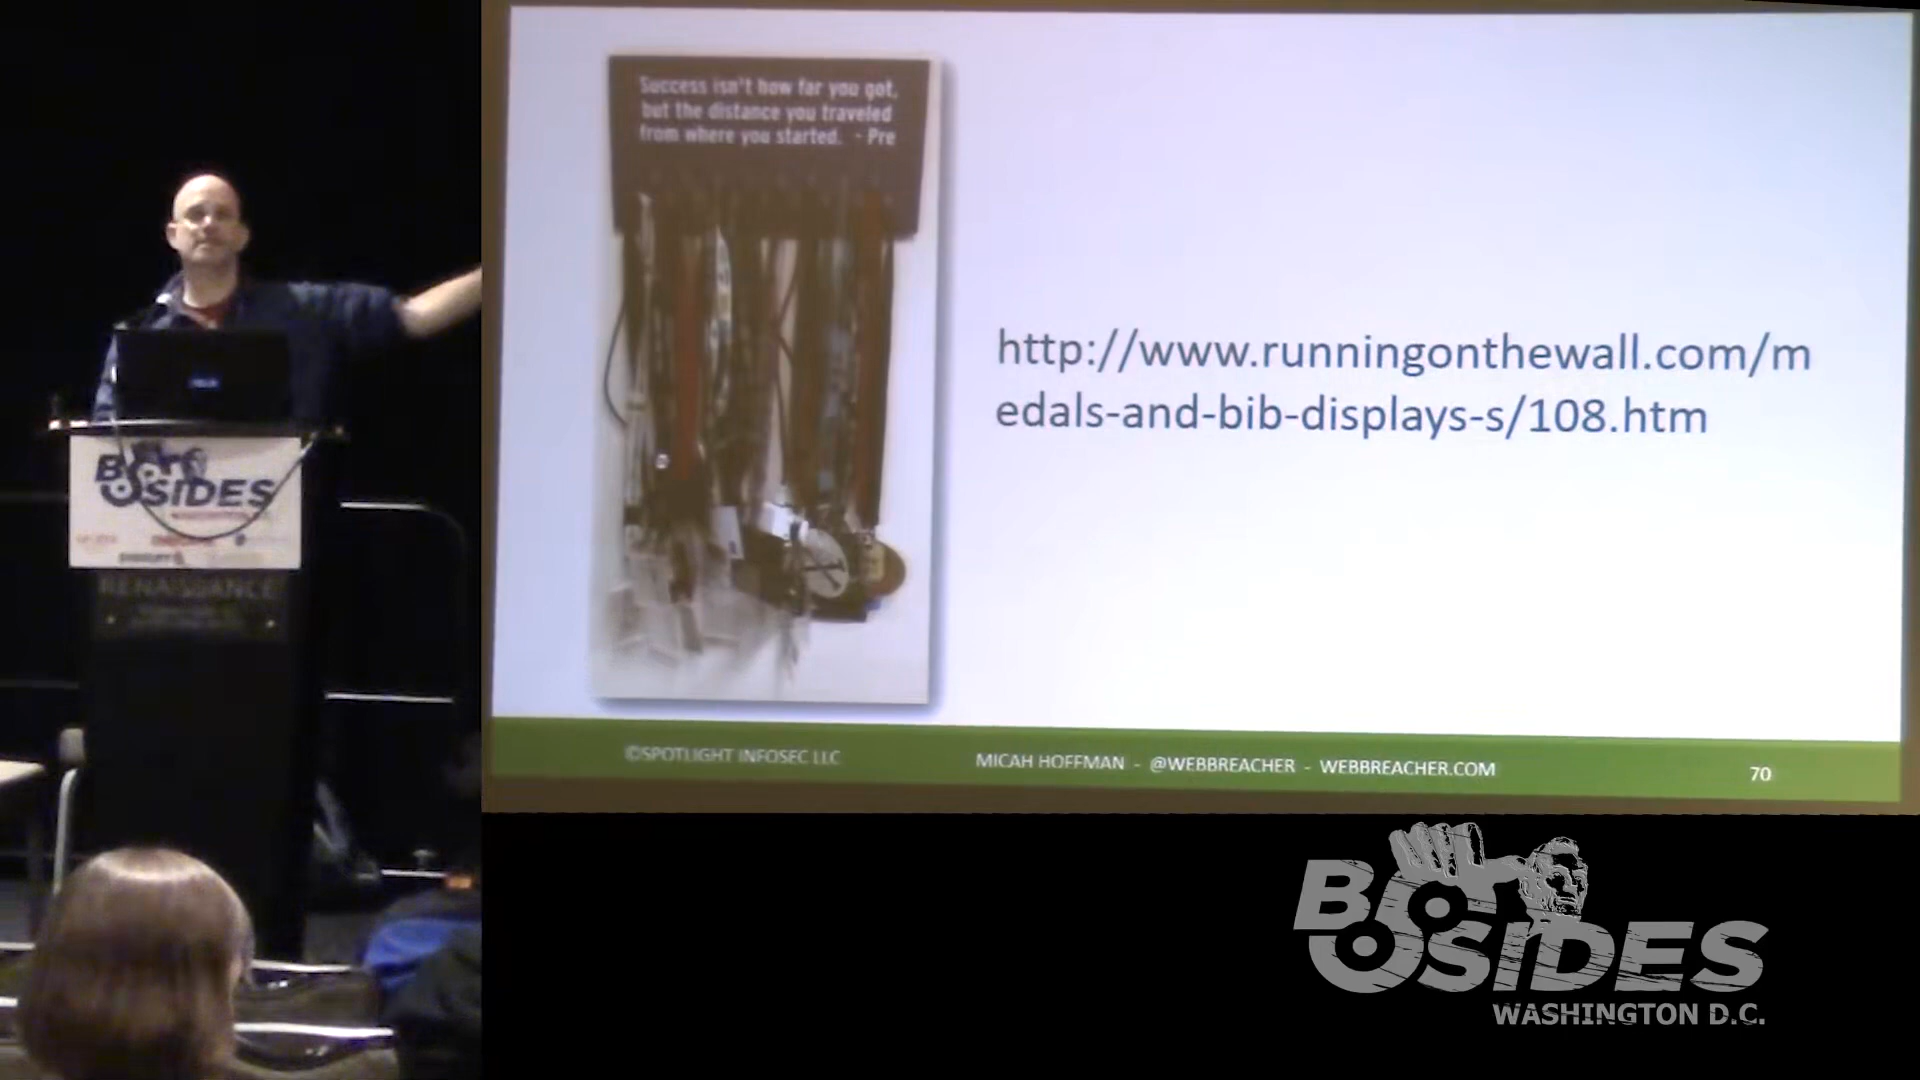 Success isn't how far you got,
but the distance you traveled
from where you started. - Pre
http://www.runningonthewall.com/m
edals-and-bib-displays-s/108.htm
©SPOTLIGHT INFOSEC LLC
MICAH HOFFMAN - @WEBBREACHER - WEBBREACHER.COM
70
BSIDES
RENAISSANCE
BSIDES
WASHINGTON D.C.